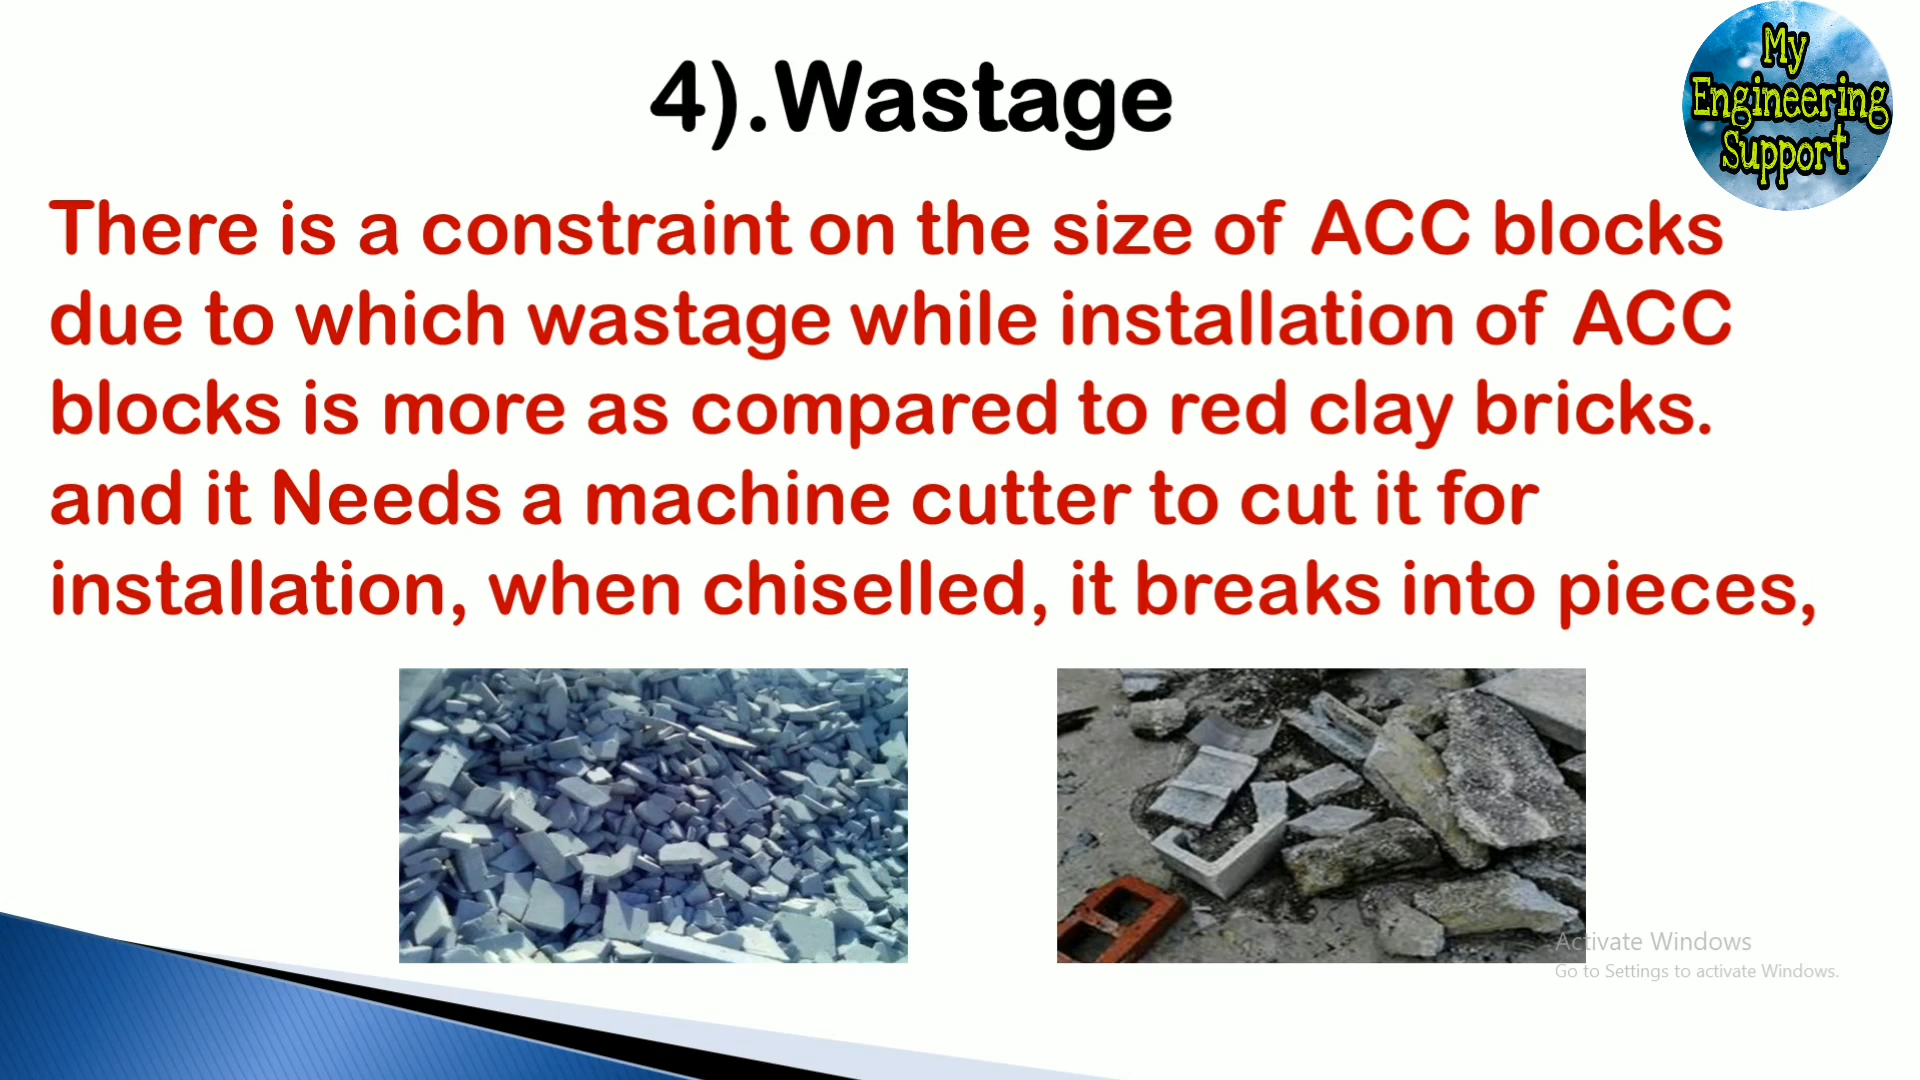 4).Wastage
My
Engineering
Support
There is a constraint on the size of ACC blocks
due to which wastage while installation of ACC
blocks is more as compared to red clay bricks.
and it Needs a machine cutter to cut it for
installation, when chiselled, it breaks into pieces,
Activate Windows
Go to Settings to activate Windows.